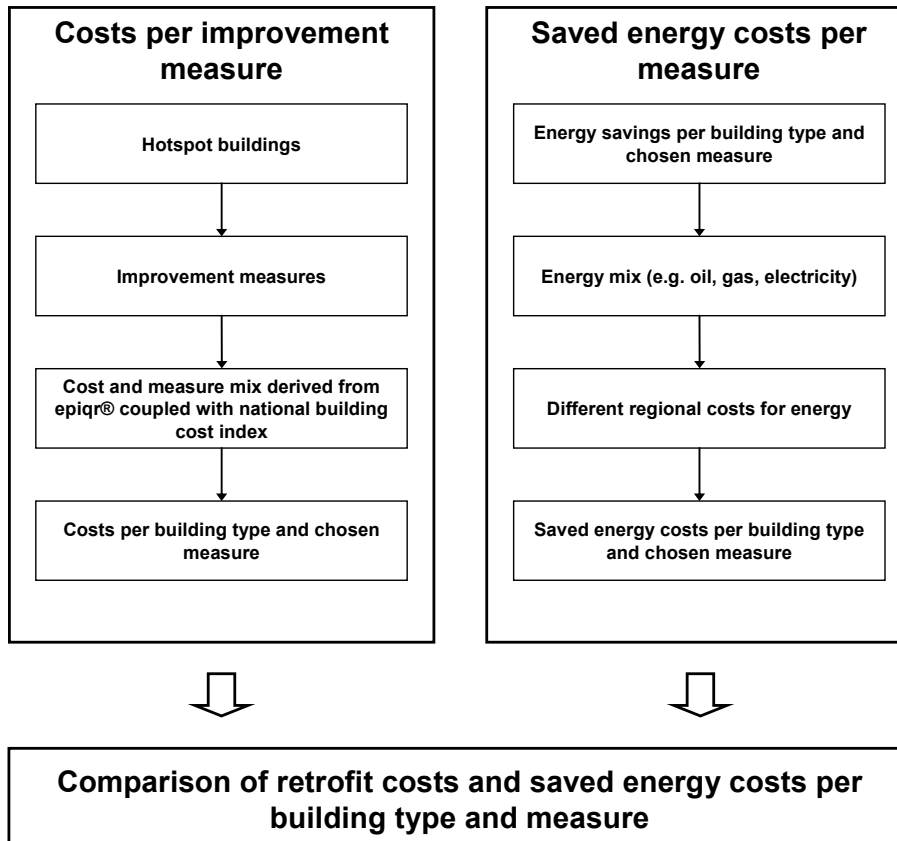 Costs per improvement
measure
Hotspot buildings
Improvement measures
Cost and measure mix derived from
epiqr® coupled with national building
cost index
Costs per building type and chosen
measure
Saved energy costs per
measure
Energy savings per building type and
chosen measure
Energy mix (e.g. oil, gas, electricity)
Different regional costs for energy
Saved energy costs per building type
and chosen measure
Comparison of retrofit costs and saved energy costs per
building type and measure